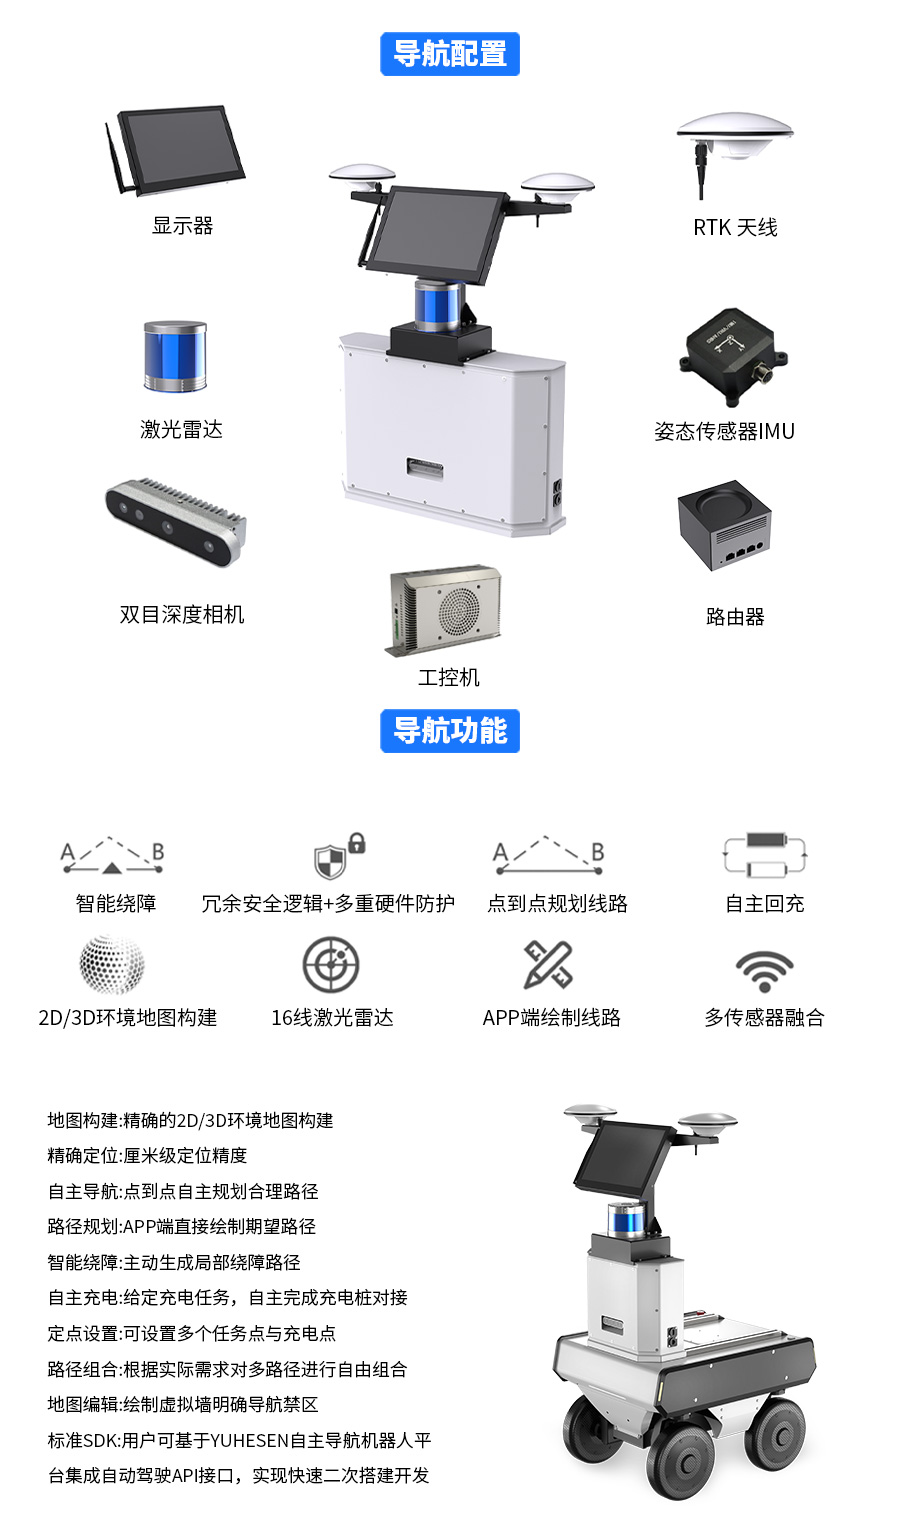 导航配置
显示器
RTK 天线
激光雷达
姿态传感器IMU
双目深度相机
路由器
工控机
导航功能
A B
A B
智能绕障
冗余安全逻辑+多重硬件防护
点到点规划线路
自主回充
2D/3D环境地图构建
16线激光雷达
APP端绘制线路
多传感器融合
地图构建:精确的2D/3D环境地图构建
精确定位:厘米级定位精度
自主导航:点到点自主规划合理路径
路径规划:APP端直接绘制期望路径
智能绕障:主动生成局部绕障路径
自主充电:给定充电任务，自主完成充电桩对接
定点设置:可设置多个任务点与充电点
路径组合:根据实际需求对多路径进行自由组合
地图编辑:绘制虚拟墙明确导航禁区
标准SDK:用户可基于YUHESEN自主导航机器人平
台集成自动驾驶API接口，实现快速二次搭建开发